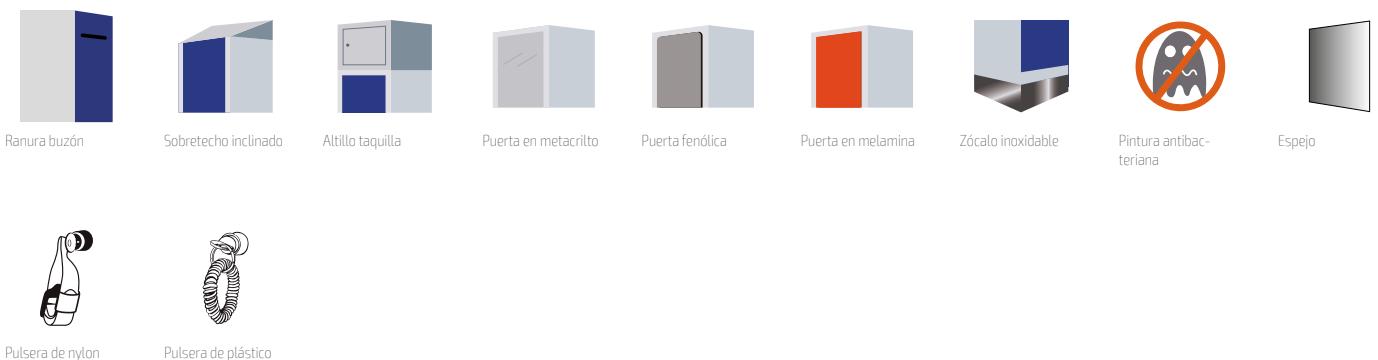 Ranura buzón
Sobretecho inclinado
Altillo taquilla
Puerta en metacrilto
Puerta fenólica
Puerta en melamina
Zócalo inoxidable
Pintura antibac-
teriana
Espejo
Pulsera de nylon
Pulsera de plástico